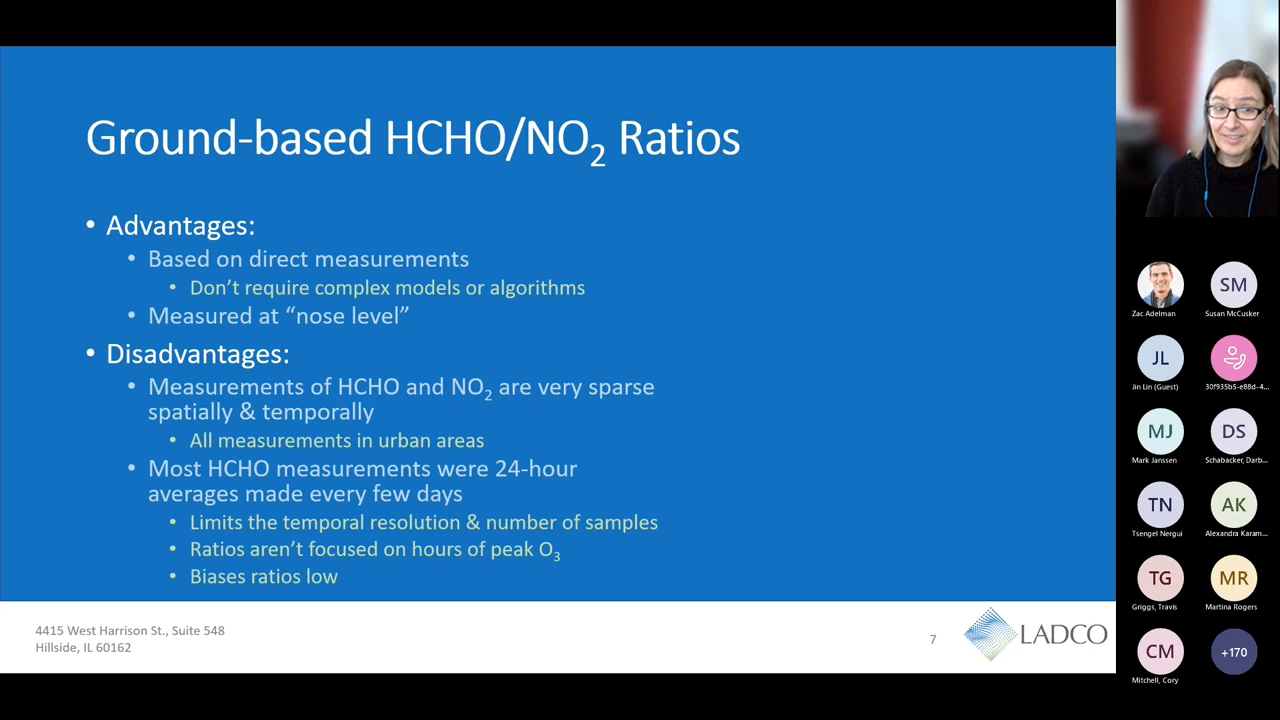 Ground-based HCHO/NO₂ Ratios
• Advantages:
• Based on direct measurements
• Don’t require complex models or algorithms
• Measured at “nose level”
• Disadvantages:
• Measurements of HCHO and NO₂ are very sparse
spatially & temporally
• All measurements in urban areas
• Most HCHO measurements were 24-hour
averages made every few days
• Limits the temporal resolution & number of samples
• Ratios aren’t focused on hours of peak O₃
• Biases ratios low
4415 West Harrison St., Suite 548
Hillside, IL 60162
7
LADCO
Zac Adelman
SM
Susan McCusker
JL
Jin Lin (Guest)
30f935b5-e88d-4...
MJ
Mark Janssen
DS
Schabacker, Darb...
TN
Tsengel Nergui
AK
Alexandra Karam...
TG
Griggs, Travis
MR
Martina Rogers
CM
Mitchell, Cory
+170